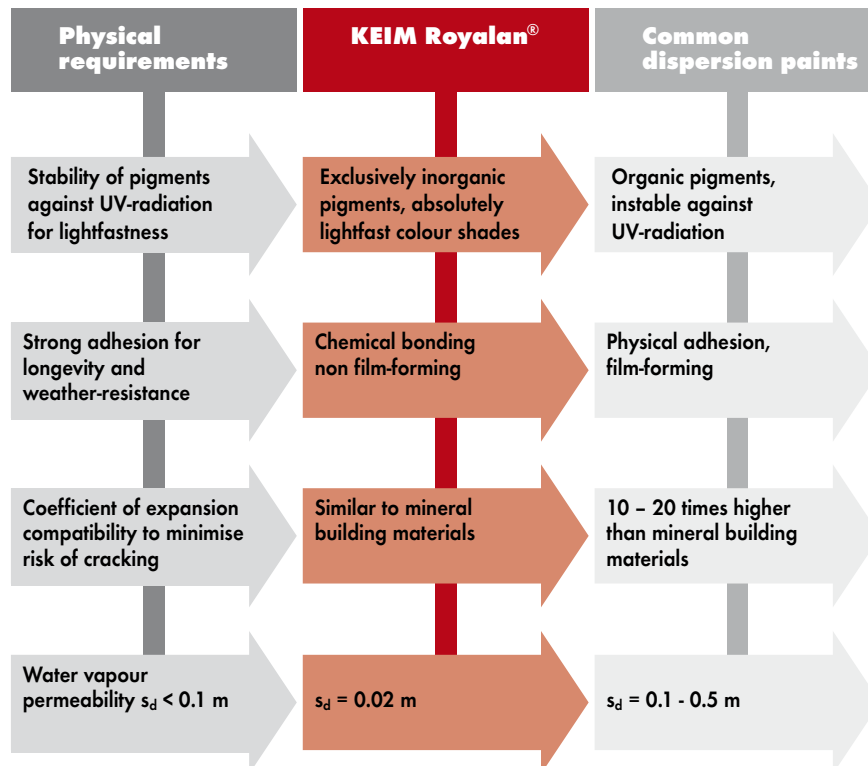 Physical
requirements
KEIM Royalan®
Common
dispersion paints
Stability of pigments
against UV-radiation
for lightfastness
Exclusively inorganic
pigments, absolutely
lightfast colour shades
Organic pigments,
instable against
UV-radiation
Strong adhesion for
longevity and
weather-resistance
Chemical bonding
non film-forming
Physical adhesion,
film-forming
Coefficient of expansion
compatibility to minimise
risk of cracking
Similar to mineral
building materials
10 – 20 times higher
than mineral building
materials
Water vapour
permeability sd < 0.1 m
sd = 0.02 m
sd = 0.1 - 0.5 m